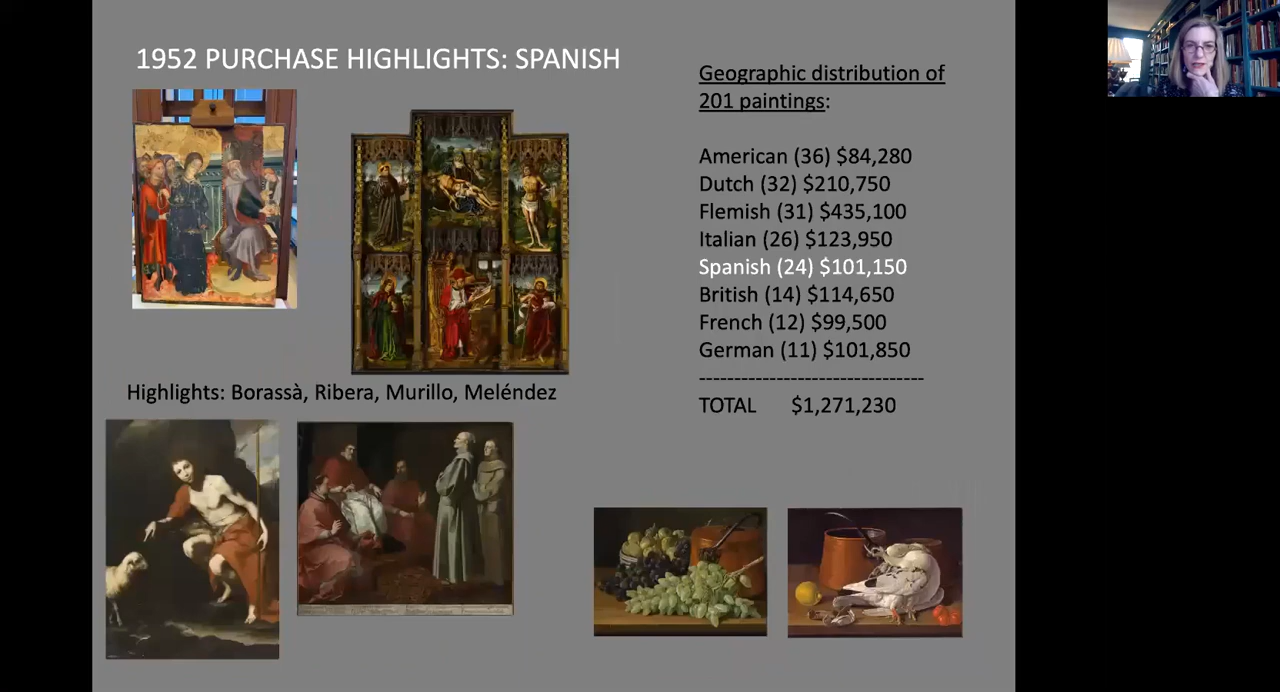 1952 PURCHASE HIGHLIGHTS: SPANISH
Geographic distribution of
201 paintings:
American (36) $84,280
Dutch (32) $210,750
Flemish (31) $435,100
Italian (26) $123,950
Spanish (24) $101,150
British (14) $114,650
French (12) $99,500
German (11) $101,850
--------------------------------
TOTAL $1,271,230
Highlights: Borassà, Ribera, Murillo, Meléndez